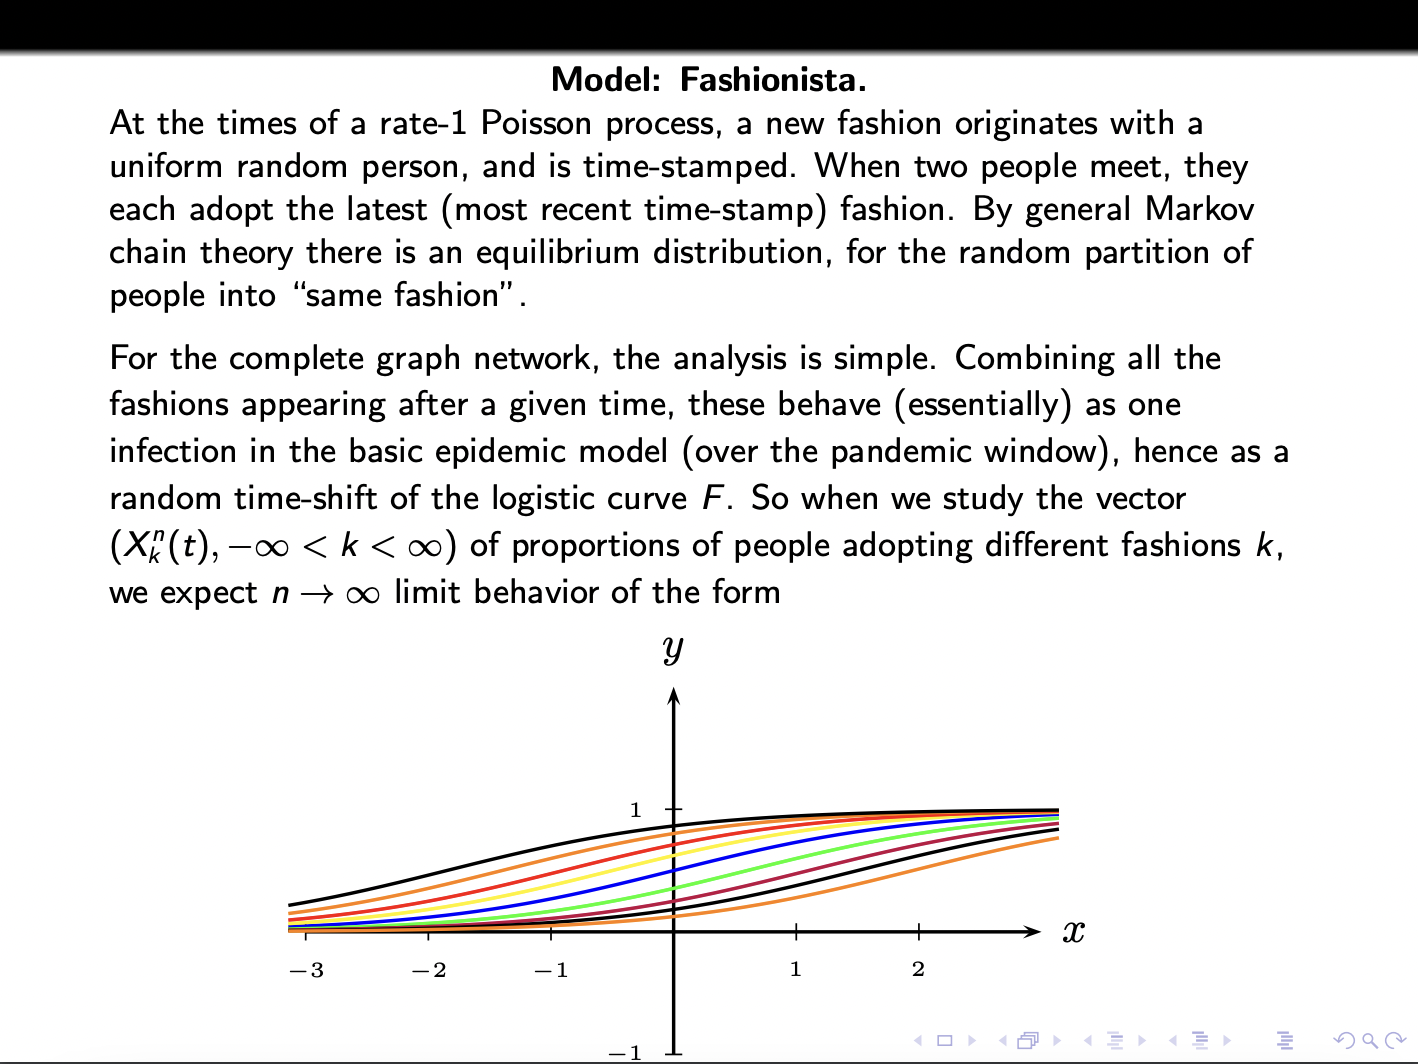 Model: Fashionista.
At the times of a rate-1 Poisson process, a new fashion originates with a
uniform random person, and is time-stamped. When two people meet, they
each adopt the latest (most recent time-stamp) fashion. By general Markov
chain theory there is an equilibrium distribution, for the random partition of
people into “same fashion”.
For the complete graph network, the analysis is simple. Combining all the
fashions appearing after a given time, these behave (essentially) as one
infection in the basic epidemic model (over the pandemic window), hence as a
random time-shift of the logistic curve F. So when we study the vector
(X_k^n(t), −∞ < k < ∞) of proportions of people adopting different fashions k,
we expect n → ∞ limit behavior of the form
y
1
x
−3 −2 −1 1 2
−1